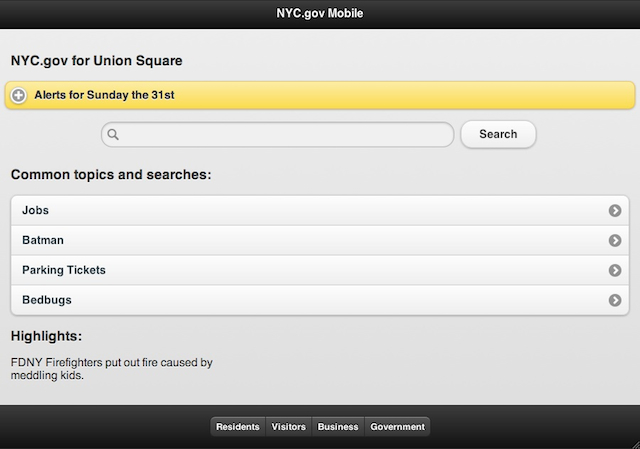 NYC.gov Mobile
NYC.gov for Union Square
Alerts for Sunday the 31st
Search
Common topics and searches:
Jobs
Batman
Parking Tickets
Bedbugs
Highlights:
FDNY Firefighters put out fire caused by
meddling kids.
Residents Visitors Business Government